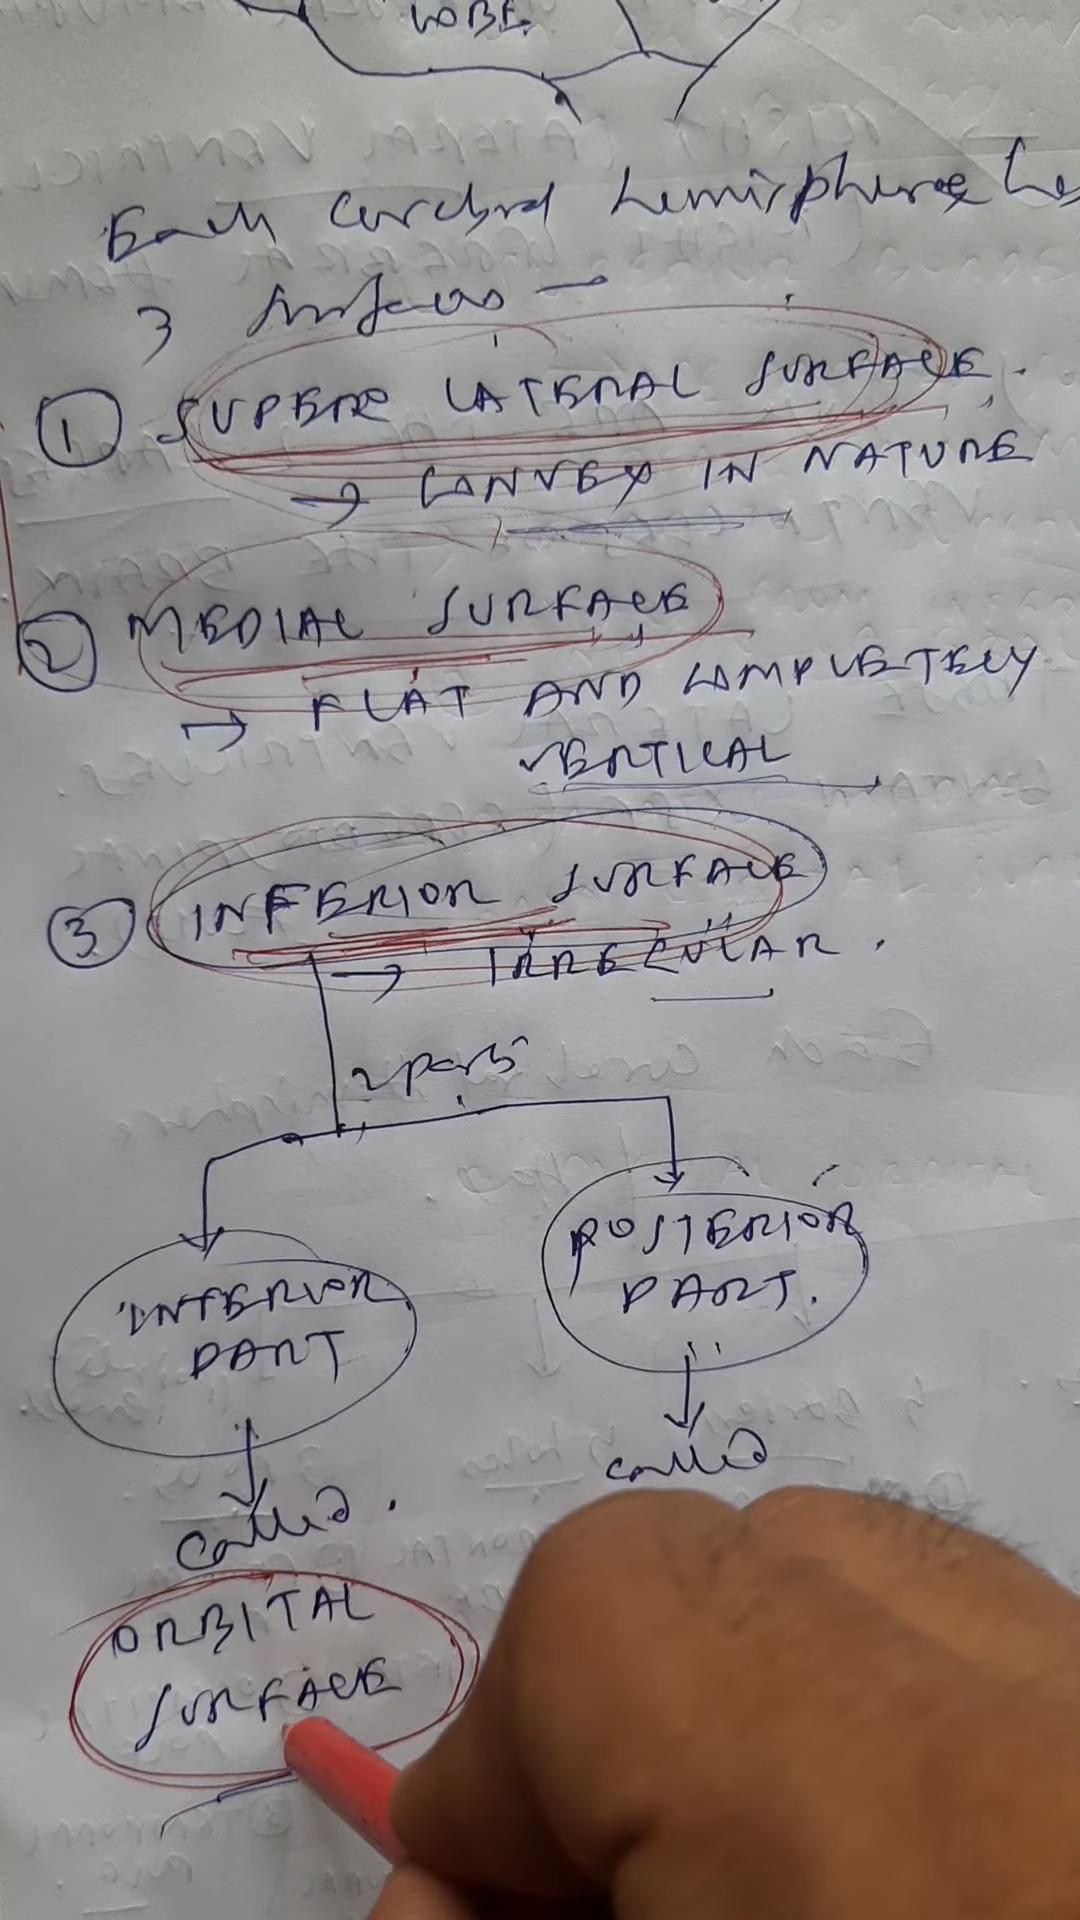 LOBE
Each cerebral hemisphere has
3 surfaces —
① SUPERO LATERAL SURFACE.
→ CONVEX IN NATURE
② MEDIAL SURFACE
→ FLAT AND COMPLETELY
VERTICAL
③ INFERIOR SURFACE
→ IRREGULAR.
2 parts
POSTERIOR
PART.
PART
called
called.
ORBITAL
SURFACE